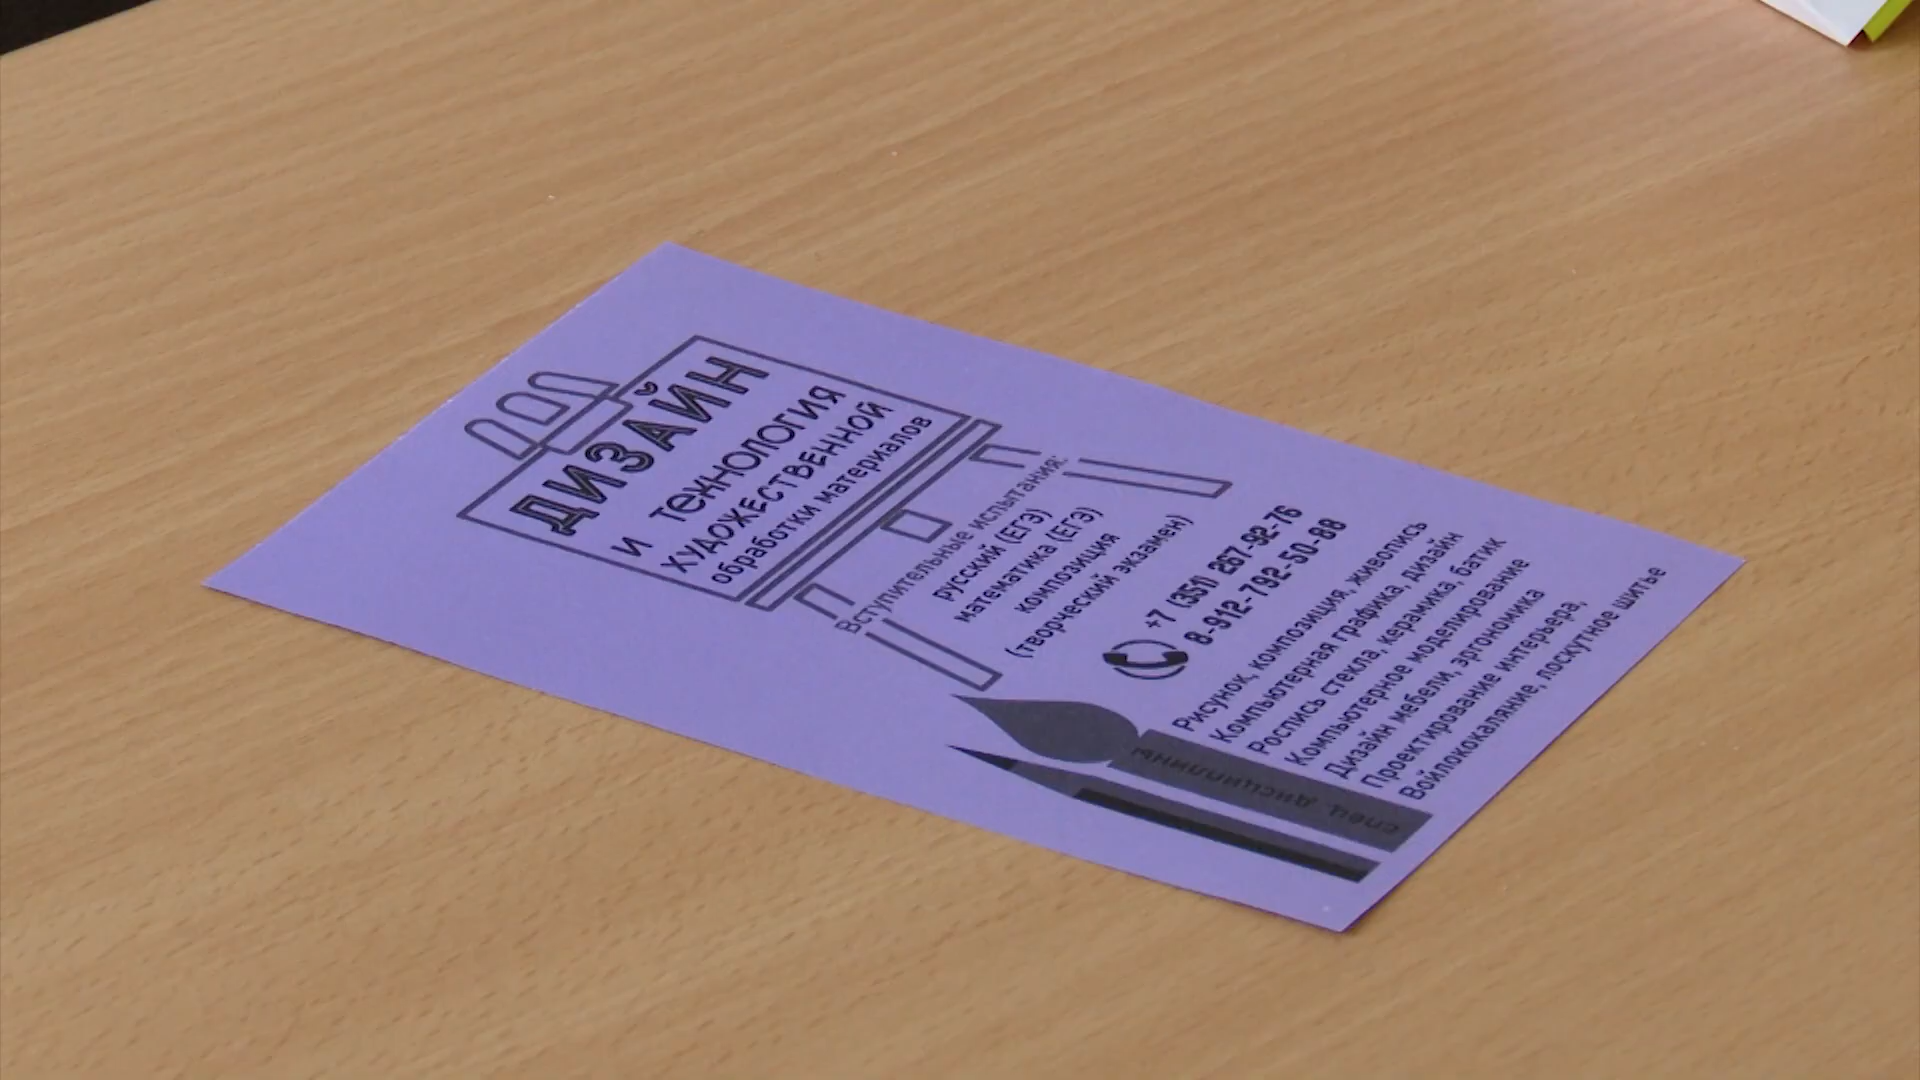 ДИЗАЙН
и технология
художественной
обработки материалов
Вступительные испытания:
русский (ЕГЭ)
математика (ЕГЭ)
композиция
(творческий экзамен)
+7 (351) 267-92-76
8-912-792-50-88
спец. дисциплины
Рисунок, композиция, живопись
Компьютерная графика, дизайн
Роспись стекла, керамика, батик
Компьютерное моделирование
Дизайн мебели, эргономика
Проектирование интерьера,
Войлоковаляние, лоскутное шитье